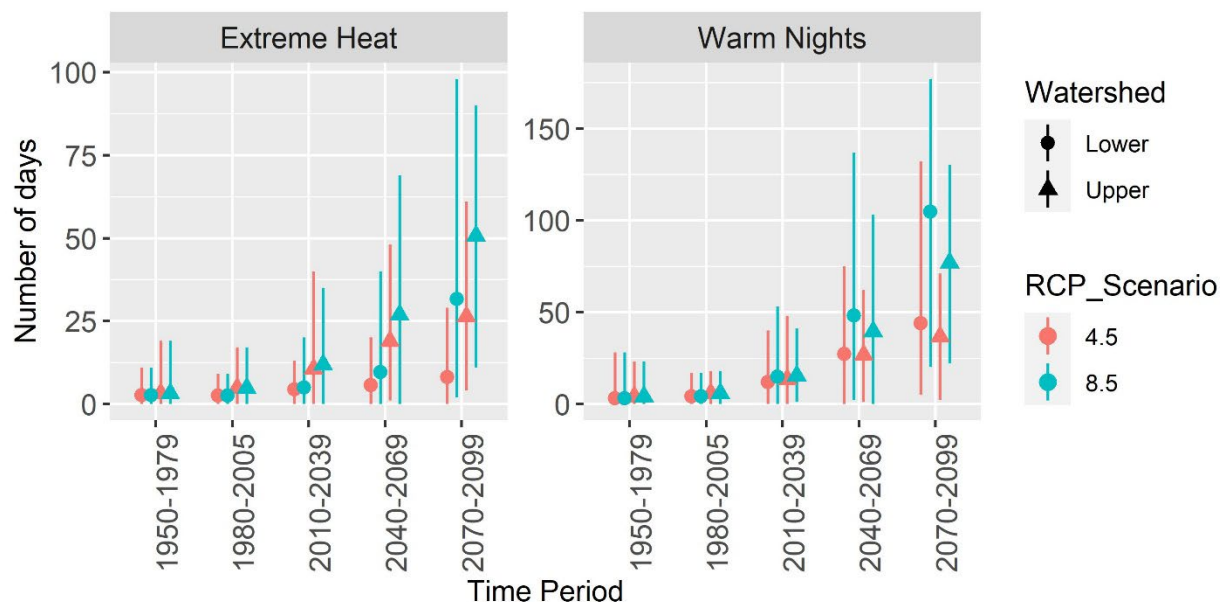 Extreme Heat
Warm Nights
Number of days
100
75
50
25
0
150
100
50
0
1950-1979
1980-2005
2010-2039
2040-2069
2070-2099
1950-1979
1980-2005
2010-2039
2040-2069
2070-2099
Time Period
Watershed
Lower
Upper
RCP_Scenario
4.5
8.5